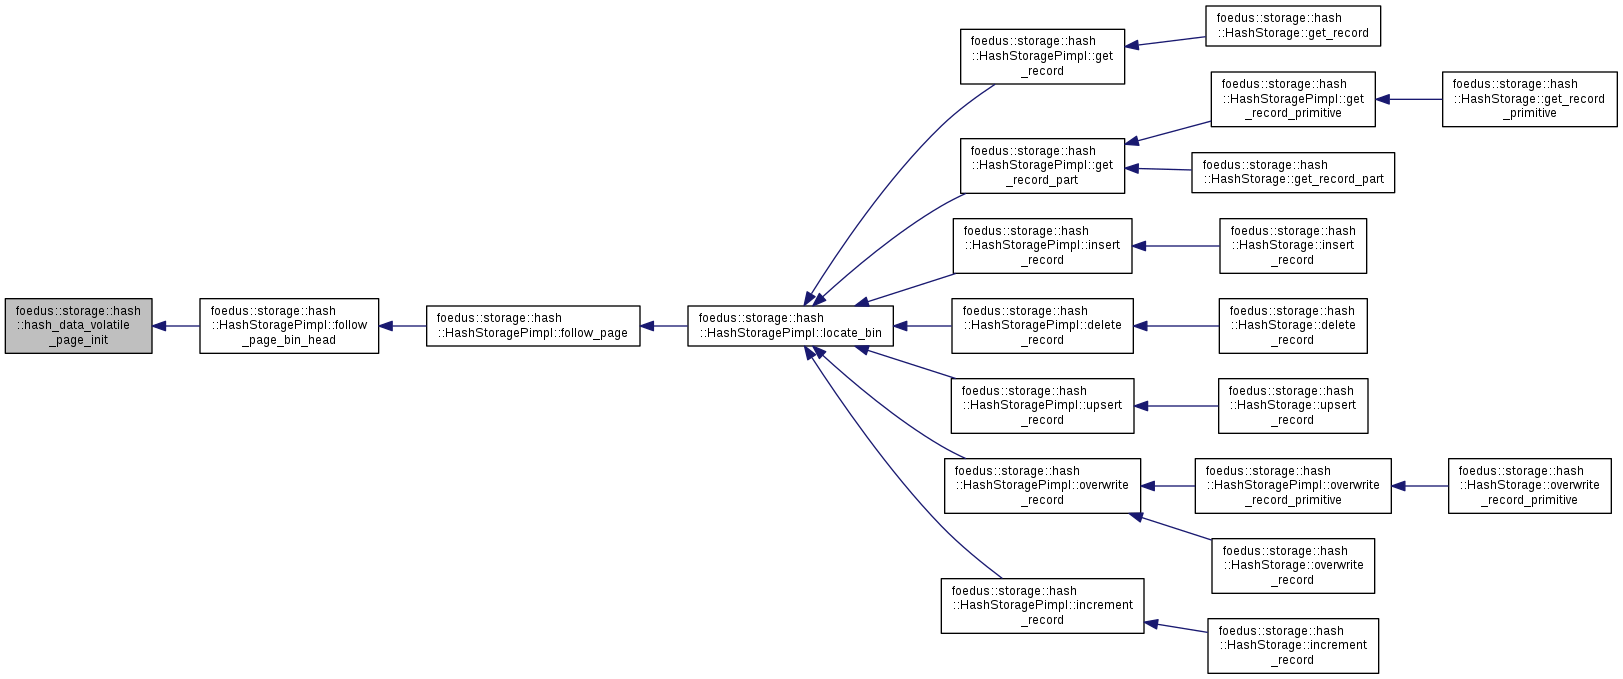 foedus::storage::hash
::hash_data_volatile
_page_init
foedus::storage::hash
::HashStoragePimpl::follow
_page_bin_head
foedus::storage::hash
::HashStoragePimpl::follow_page
foedus::storage::hash
::HashStoragePimpl::locate_bin
foedus::storage::hash
::HashStoragePimpl::get
_record
foedus::storage::hash
::HashStorage::get_record
foedus::storage::hash
::HashStoragePimpl::get
_record_part
foedus::storage::hash
::HashStoragePimpl::get
_record_primitive
foedus::storage::hash
::HashStorage::get_record
_primitive
foedus::storage::hash
::HashStorage::get_record_part
foedus::storage::hash
::HashStoragePimpl::insert
_record
foedus::storage::hash
::HashStorage::insert
_record
foedus::storage::hash
::HashStoragePimpl::delete
_record
foedus::storage::hash
::HashStorage::delete
_record
foedus::storage::hash
::HashStoragePimpl::upsert
_record
foedus::storage::hash
::HashStorage::upsert
_record
foedus::storage::hash
::HashStoragePimpl::overwrite
_record
foedus::storage::hash
::HashStoragePimpl::overwrite
_record_primitive
foedus::storage::hash
::HashStorage::overwrite
_record_primitive
foedus::storage::hash
::HashStorage::overwrite
_record
foedus::storage::hash
::HashStoragePimpl::increment
_record
foedus::storage::hash
::HashStorage::increment
_record